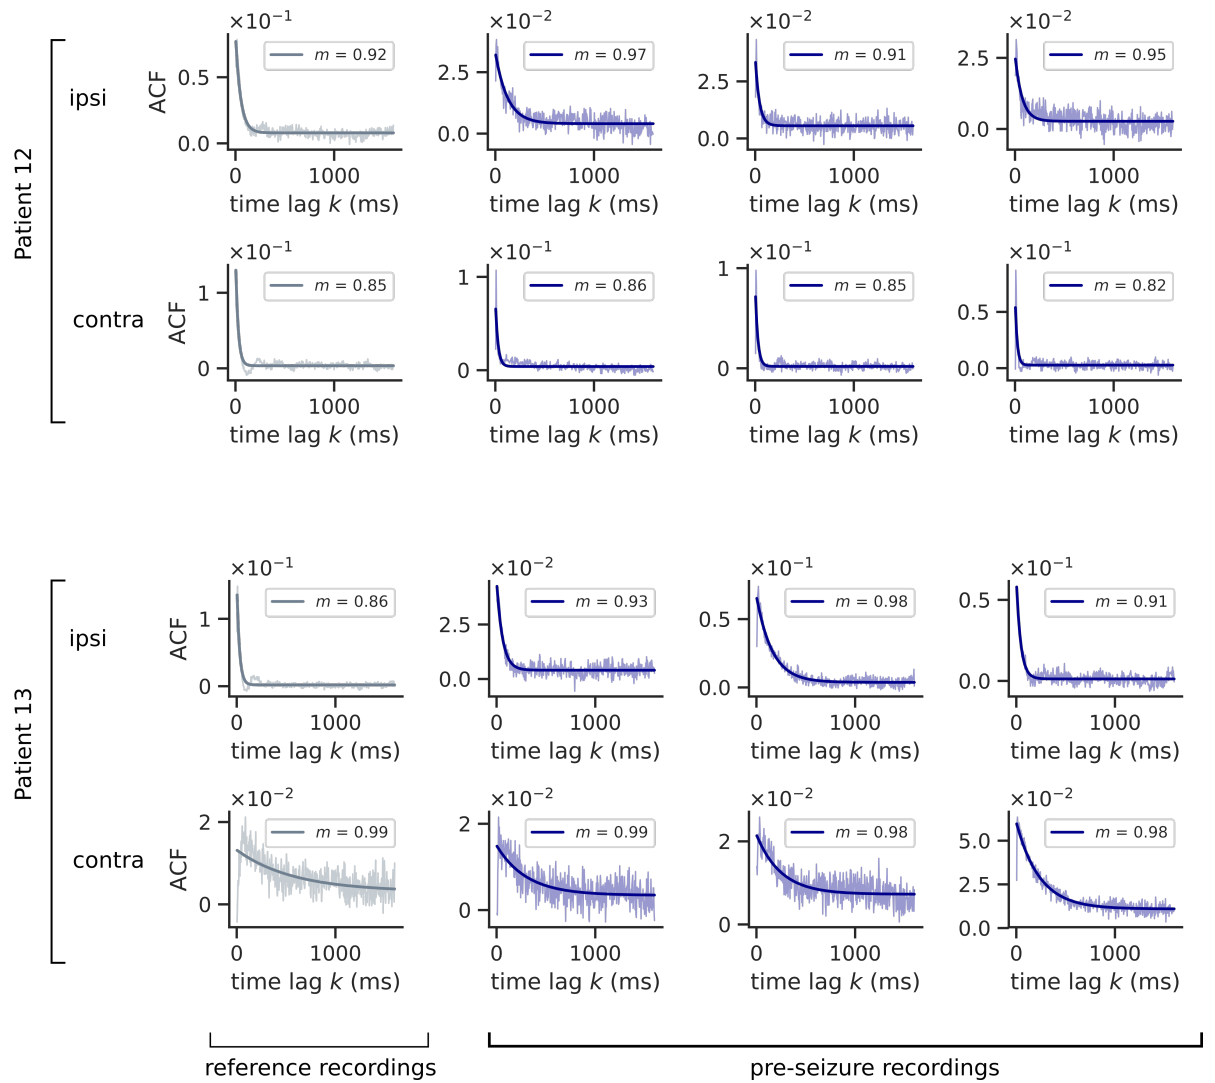 ×10⁻¹ ×10⁻² ×10⁻² ×10⁻²
Patient 12
ipsi
ACF
0.5
0.0
m = 0.92
0 1000
time lag k (ms)
2.5
0.0
m = 0.97
0 1000
time lag k (ms)
2.5
0.0
m = 0.91
0 1000
time lag k (ms)
2.5
0.0
m = 0.95
0 1000
time lag k (ms)
×10⁻¹ ×10⁻¹ ×10⁻¹ ×10⁻¹
contra
ACF
1
0
m = 0.85
0 1000
time lag k (ms)
1
0
m = 0.86
0 1000
time lag k (ms)
1
0
m = 0.85
0 1000
time lag k (ms)
0.5
0.0
m = 0.82
0 1000
time lag k (ms)
Patient 13
×10⁻¹ ×10⁻² ×10⁻¹ ×10⁻¹
ipsi
ACF
1
0
m = 0.86
0 1000
time lag k (ms)
2.5
0.0
m = 0.93
0 1000
time lag k (ms)
0.5
0.0
m = 0.98
0 1000
time lag k (ms)
0.5
0.0
m = 0.91
0 1000
time lag k (ms)
×10⁻² ×10⁻² ×10⁻² ×10⁻²
contra
ACF
2
0
m = 0.99
0 1000
time lag k (ms)
2
0
m = 0.99
0 1000
time lag k (ms)
2
0
m = 0.98
0 1000
time lag k (ms)
5.0
2.5
0.0
m = 0.98
0 1000
time lag k (ms)
reference recordings
pre-seizure recordings